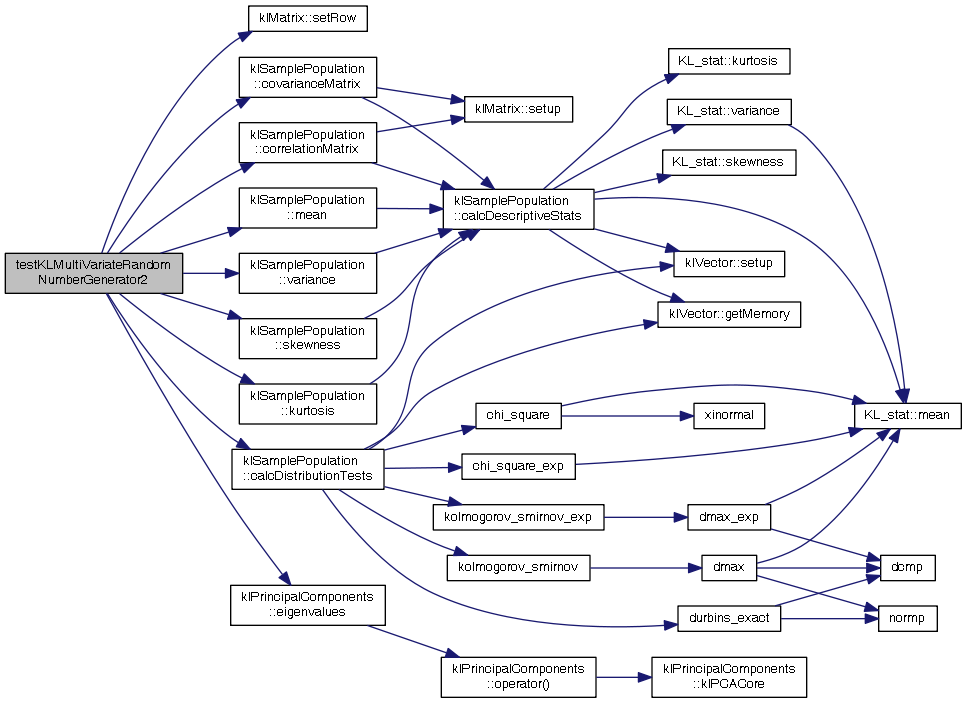 klMatrix::setRow
klSamplePopulation
::covarianceMatrix
klSamplePopulation
::correlationMatrix
klSamplePopulation
::mean
testKLMultiVariateRandom
NumberGenerator2
klSamplePopulation
::variance
klSamplePopulation
::skewness
klSamplePopulation
::kurtosis
klSamplePopulation
::calcDistributionTests
klPrincipalComponents
::eigenvalues
klMatrix::setup
klSamplePopulation
::calcDescriptiveStats
chi_square
chi_square_exp
kolmogorov_smirnov_exp
kolmogorov_smirnov
klPrincipalComponents
::operator()
KL_stat::kurtosis
KL_stat::variance
KL_stat::skewness
klVector::setup
klVector::getMemory
xinormal
dmax_exp
dmax
durbins_exact
klPrincipalComponents
::klPCACore
KL_stat::mean
dcmp
normp